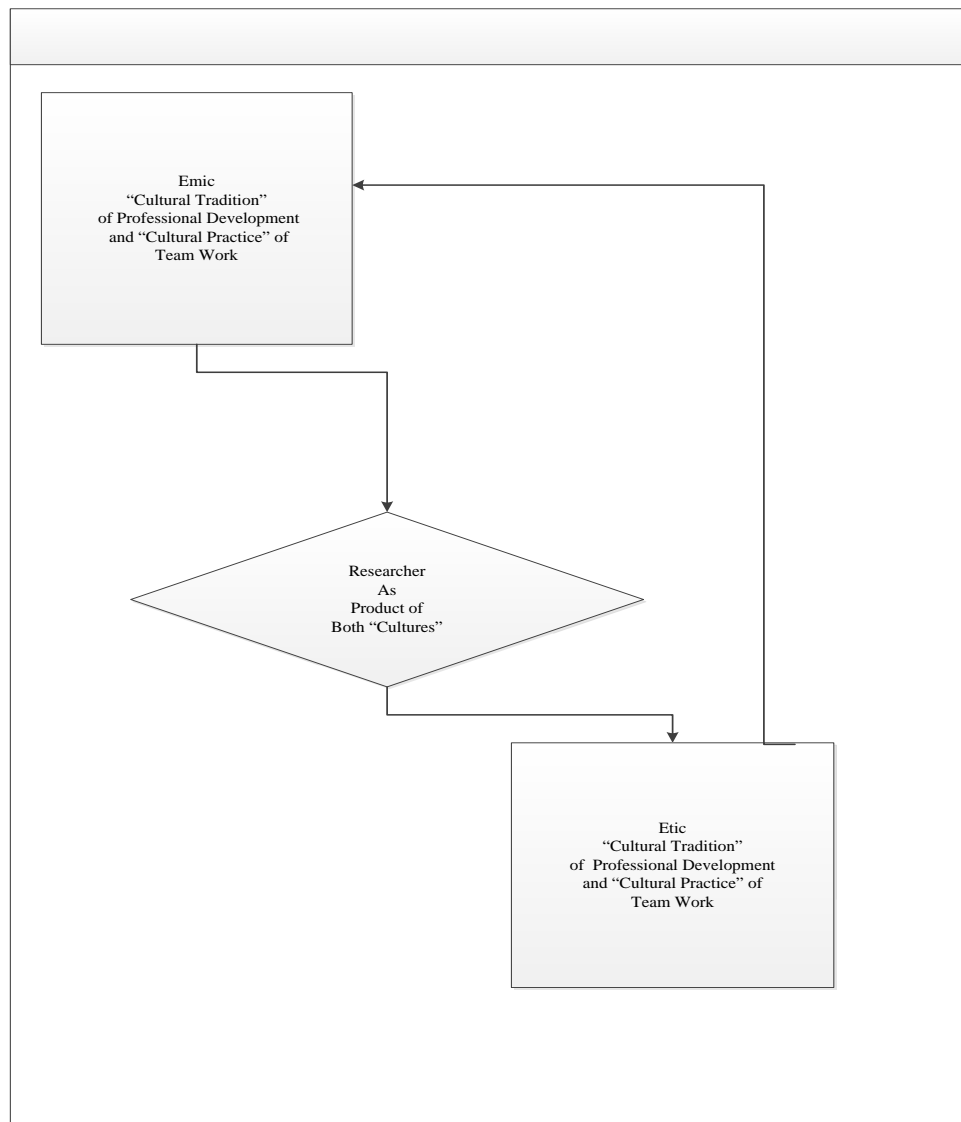 Emic
“Cultural Tradition”
of Professional Development
and “Cultural Practice” of
Team Work
Researcher
As
Product of
Both “Cultures”
Etic
“Cultural Tradition”
of  Professional Development
and “Cultural Practice” of
Team Work